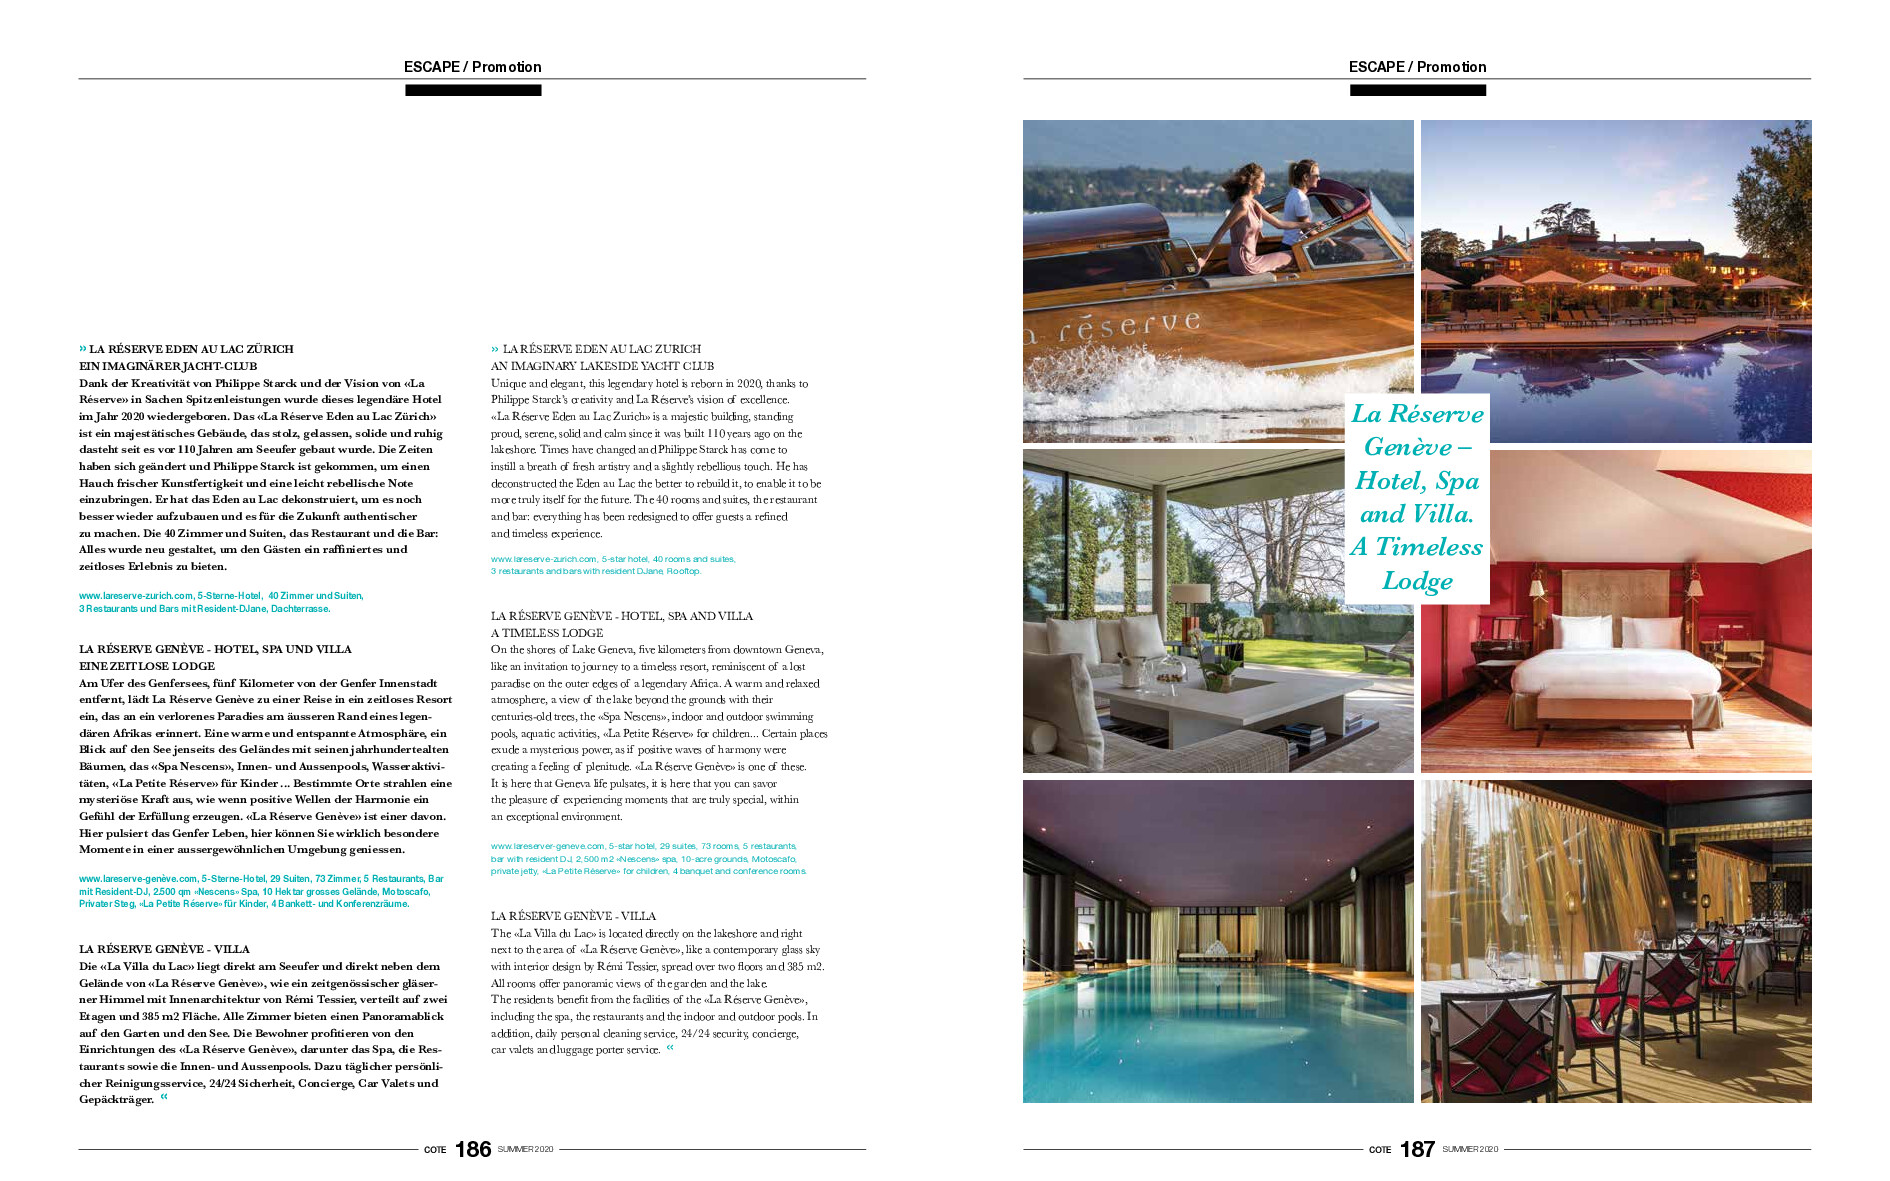 ESCAPE / Promotion
» LA RÉSERVE EDEN AU LAC ZÜRICH
EIN IMAGINÄRER JACHT-CLUB
Dank der Kreativität von Philippe Starck und der Vision von «La
Réserve» in Sachen Spitzenleistungen wurde dieses legendäre Hotel
im Jahr 2020 wiedergeboren. Das «La Réserve Eden au Lac Zürich»
ist ein majestätisches Gebäude, das stolz, gelassen, solide und ruhig
dasteht seit es vor 110 Jahren am Seeufer gebaut wurde. Die Zeiten
haben sich geändert und Philippe Starck ist gekommen, um einen
Hauch frischer Kunstfertigkeit und eine leicht rebellische Note
einzubringen. Er hat das Eden au Lac dekonstruiert, um es noch
besser wieder aufzubauen und es für die Zukunft authentischer
zu machen. Die 40 Zimmer und Suiten, das Restaurant und die Bar:
Alles wurde neu gestaltet, um den Gästen ein raffiniertes und
zeitloses Erlebnis zu bieten.
www.lareserve-zurich.com, 5-Sterne-Hotel, 40 Zimmer und Suiten,
3 Restaurants und Bars mit Resident-DJane, Dachterrasse.
LA RÉSERVE GENÈVE - HOTEL, SPA UND VILLA
EINE ZEITLOSE LODGE
Am Ufer des Genfersees, fünf Kilometer von der Genfer Innenstadt
entfernt, lädt La Réserve Genève zu einer Reise in ein zeitloses Resort
ein, das an ein verlorenes Paradies am äusseren Rand eines legen-
dären Afrikas erinnert. Eine warme und entspannte Atmosphäre, ein
Blick auf den See jenseits des Geländes mit seinen jahrhundertealten
Bäumen, das «Spa Nescens», Innen- und Aussenpools, Wasseraktivi-
täten, «La Petite Réserve» für Kinder ... Bestimmte Orte strahlen eine
mysteriöse Kraft aus, wie wenn positive Wellen der Harmonie ein
Gefühl der Erfüllung erzeugen. «La Réserve Genève» ist einer davon.
Hier pulsiert das Genfer Leben, hier können Sie wirklich besondere
Momente in einer aussergewöhnlichen Umgebung geniessen.
www.lareserve-genève.com, 5-Sterne-Hotel, 29 Suiten, 73 Zimmer, 5 Restaurants, Bar
mit Resident-DJ, 2.500 qm «Nescens» Spa, 10 Hektar grosses Gelände, Motoscafo,
Privater Steg, «La Petite Réserve» für Kinder, 4 Bankett- und Konferenzräume.
LA RÉSERVE GENÈVE - VILLA
Die «La Villa du Lac» liegt direkt am Seeufer und direkt neben dem
Gelände von «La Réserve Genève», wie ein zeitgenössischer gläser-
ner Himmel mit Innenarchitektur von Rémi Tessier, verteilt auf zwei
Etagen und 385 m2 Fläche. Alle Zimmer bieten einen Panoramablick
auf den Garten und den See. Die Bewohner profitieren von den
Einrichtungen des «La Réserve Genève», darunter das Spa, die Res-
taurants sowie die Innen- und Aussenpools. Dazu täglicher persönli-
cher Reinigungsservice, 24/24 Sicherheit, Concierge, Car Valets und
Gepäckträger. «
» LA RÉSERVE EDEN AU LAC ZURICH
AN IMAGINARY LAKESIDE YACHT CLUB
Unique and elegant, this legendary hotel is reborn in 2020, thanks to
Philippe Starck's creativity and La Réserve's vision of excellence.
«La Réserve Eden au Lac Zurich» is a majestic building, standing
proud, serene, solid and calm since it was built 110 years ago on the
lakeshore. Times have changed and Philippe Starck has come to
instill a breath of fresh artistry and a slightly rebellious touch. He has
deconstructed the Eden au Lac the better to rebuild it, to enable it to be
more truly itself for the future. The 40 rooms and suites, the restaurant
and bar: everything has been redesigned to offer guests a refined
and timeless experience.
www.lareserve-zurich.com, 5-star hotel, 40 rooms and suites,
3 restaurants and bars with resident DJane, Rooftop.
LA RÉSERVE GENÈVE - HOTEL, SPA AND VILLA
A TIMELESS LODGE
On the shores of Lake Geneva, five kilometers from downtown Geneva,
like an invitation to journey to a timeless resort, reminiscent of a lost
paradise on the outer edges of a legendary Africa. A warm and relaxed
atmosphere, a view of the lake beyond the grounds with their
centuries-old trees, the «Spa Nescens», indoor and outdoor swimming
pools, aquatic activities, «La Petite Réserve» for children... Certain places
exude a mysterious power, as if positive waves of harmony were
creating a feeling of plenitude. «La Réserve Genève» is one of these.
It is here that Geneva life pulsates, it is here that you can savor
the pleasure of experiencing moments that are truly special, within
an exceptional environment.
www.lareserver-geneve.com, 5-star hotel, 29 suites, 73 rooms, 5 restaurants,
bar with resident DJ, 2,500 m2 «Nescens» spa, 10-acre grounds, Motoscafo,
private jetty, «La Petite Réserve» for children, 4 banquet and conference rooms.
LA RÉSERVE GENÈVE - VILLA
The «La Villa du Lac» is located directly on the lakeshore and right
next to the area of «La Réserve Genève», like a contemporary glass sky
with interior design by Rémi Tessier, spread over two floors and 385 m2.
All rooms offer panoramic views of the garden and the lake.
The residents benefit from the facilities of the «La Réserve Genève»,
including the spa, the restaurants and the indoor and outdoor pools. In
addition, daily personal cleaning service, 24/24 security, concierge,
car valets and luggage porter service. «
COTE 186 SUMMER 2020
ESCAPE / Promotion
a réserve
La Réserve
Genève –
Hotel, Spa
and Villa.
A Timeless
Lodge
COTE 187 SUMMER 2020